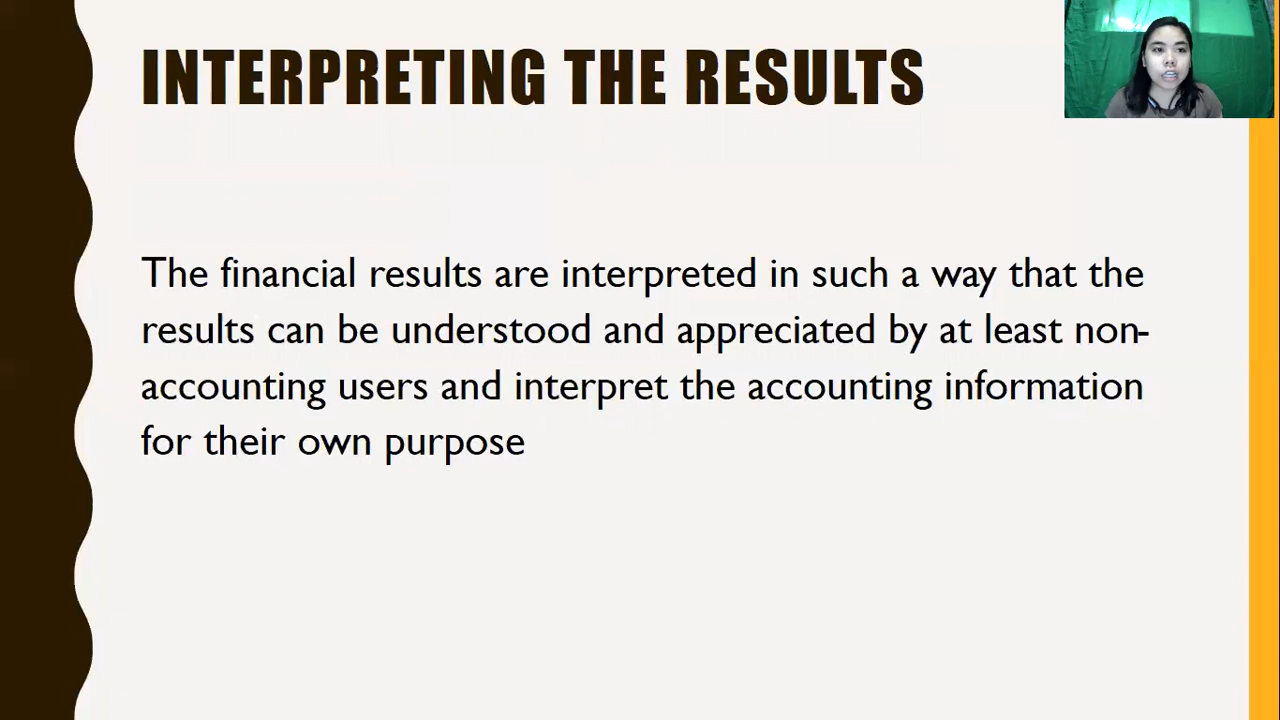 INTERPRETING THE RESULTS
The financial results are interpreted in such a way that the
results can be understood and appreciated by at least non-
accounting users and interpret the accounting information
for their own purpose